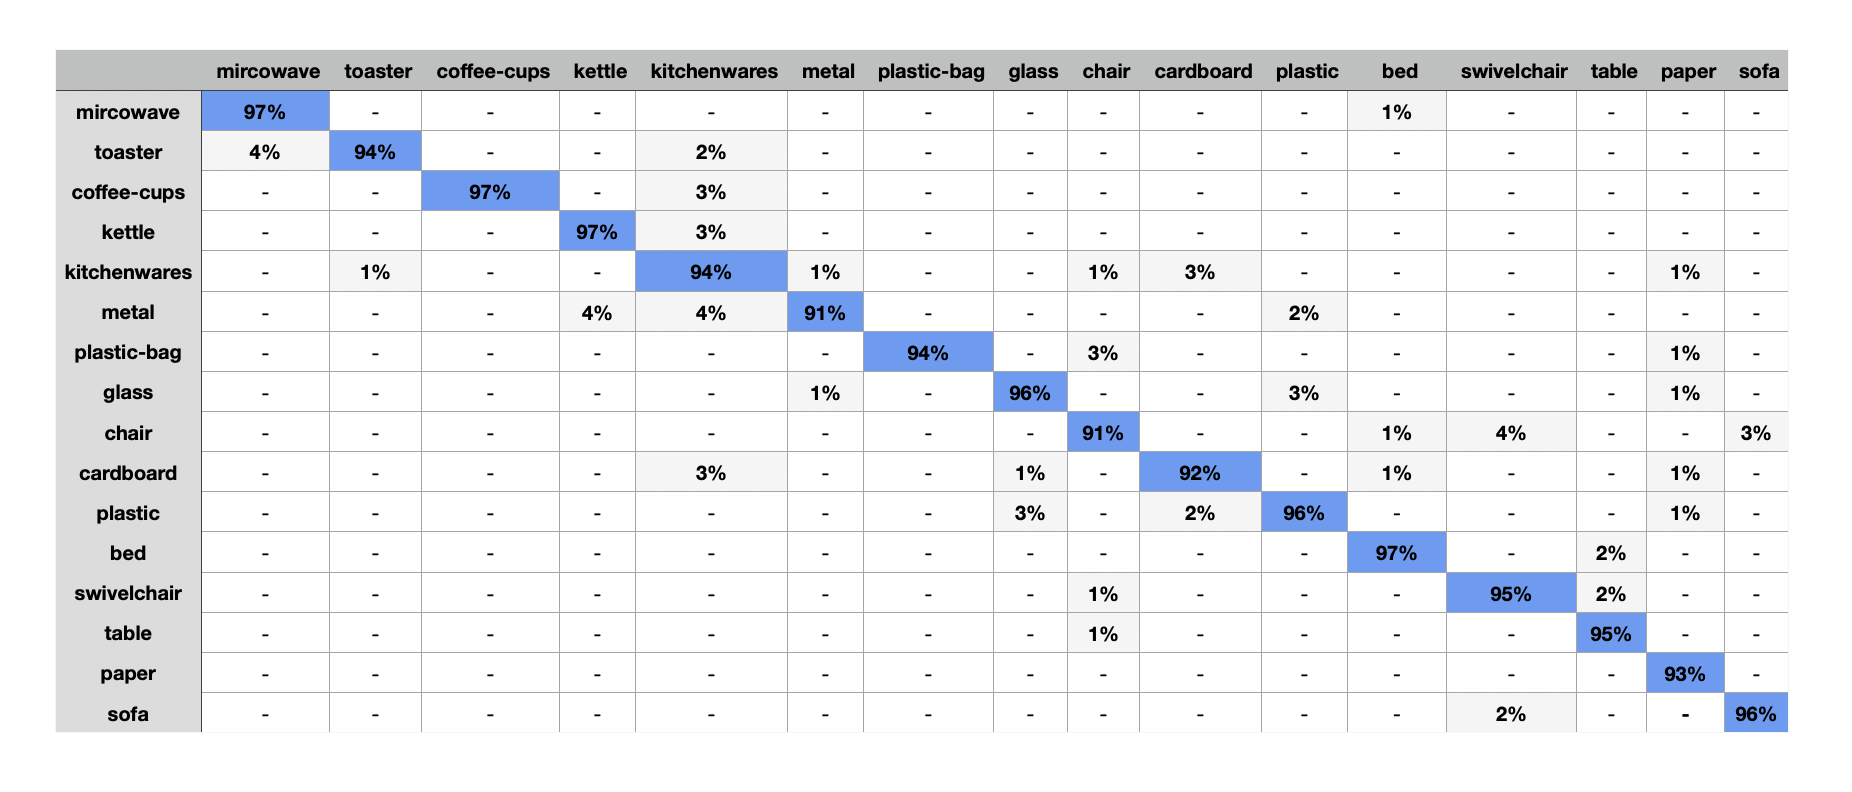 mircowave toaster coffee-cups kettle kitchenwares metal plastic-bag glass chair cardboard plastic bed swivelchair table paper sofa
mircowave 97% - - - - - - - - - - 1% - - - -
toaster 4% 94% - - 2% - - - - - - - - - - -
coffee-cups - - 97% - 3% - - - - - - - - - - -
kettle - - - 97% 3% - - - - - - - - - - -
kitchenwares - 1% - - 94% 1% - - 1% 3% - - - - 1% -
metal - - - 4% 4% 91% - - - - 2% - - - - -
plastic-bag - - - - - - 94% - 3% - - - - - 1% -
glass - - - - - 1% - 96% - - 3% - - - 1% -
chair - - - - - - - - 91% - - 1% 4% - - 3%
cardboard - - - - 3% - - 1% - 92% - 1% - - 1% -
plastic - - - - - - - 3% - 2% 96% - - - 1% -
bed - - - - - - - - - - - 97% - 2% - -
swivelchair - - - - - - - - 1% - - - 95% 2% - -
table - - - - - - - - 1% - - - - 95% - -
paper - - - - - - - - - - - - - - 93% -
sofa - - - - - - - - - - - - 2% - - 96%